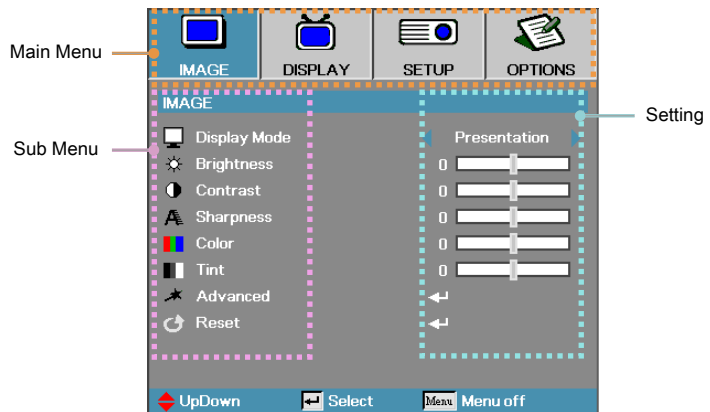 Main Menu
IMAGE DISPLAY SETUP OPTIONS
IMAGE
Setting
Sub Menu
Display Mode Presentation
Brightness 0
Contrast 0
Sharpness 0
Color 0
Tint 0
Advanced
Reset
UpDown Select Menu Menu off